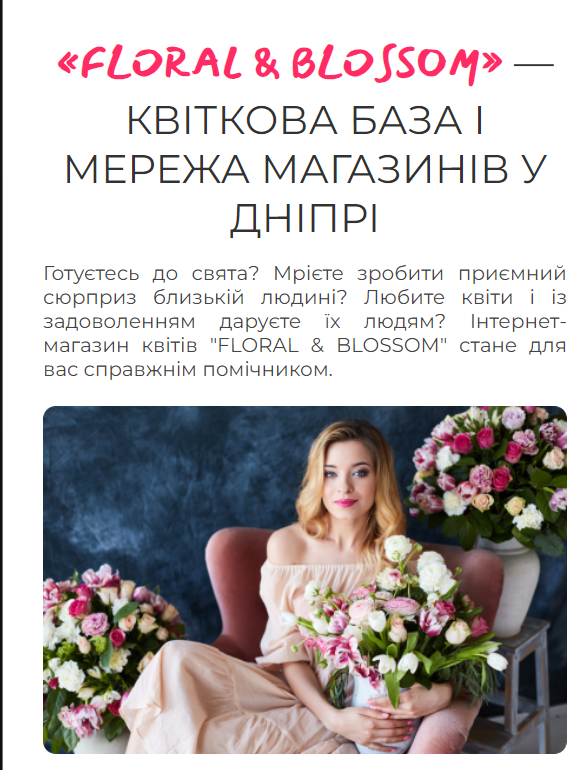 «FLORAL & BLOSSOM» —
КВІТКОВА БАЗА І
МЕРЕЖА МАГАЗИНІВ У
ДНІПРІ
Готуєтесь до свята? Мрієте зробити приємний
сюрприз близькій людині? Любите квіти і із
задоволенням даруєте їх людям? Інтернет-
магазин квітів "FLORAL & BLOSSOM" стане для
вас справжнім помічником.